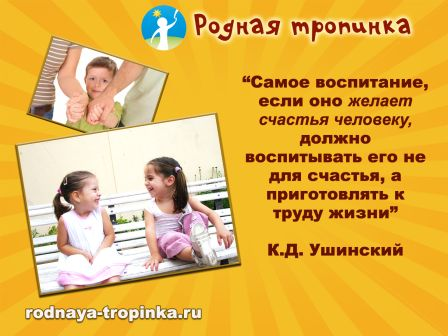 Родная тропинка
“Самое воспитание,
если оно желает
счастья человеку,
должно
воспитывать его не
для счастья, а
приготовлять к
труду жизни”
К.Д. Ушинский
rodnaya-tropinka.ru